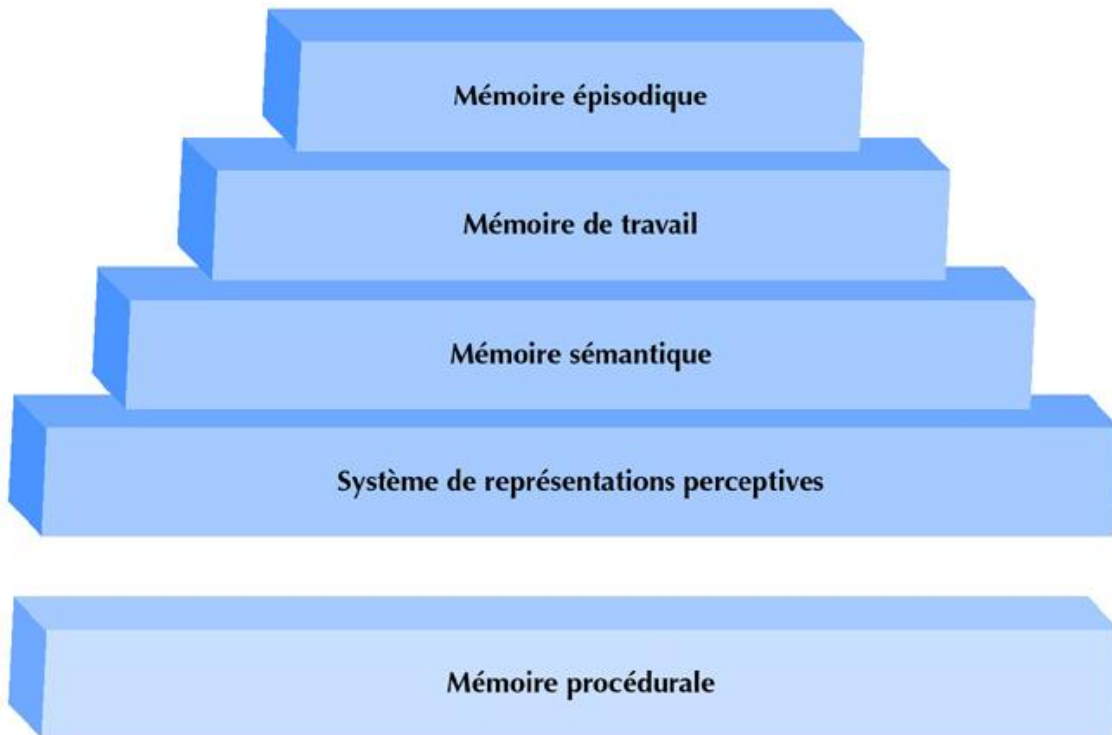 Mémoire épisodique
Mémoire de travail
Mémoire sémantique
Système de représentations perceptives
Mémoire procédurale